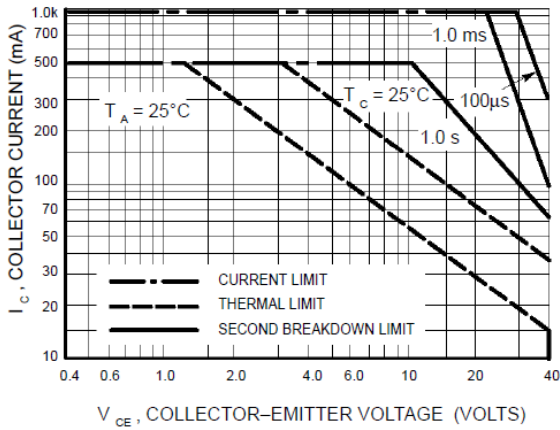 1.0k
700
500
300
200
100
70
50
30
20
10
I C , COLLECTOR CURRENT (mA)
1.0 ms
100μs
T A = 25°C
T C = 25°C
1.0 s
CURRENT LIMIT
THERMAL LIMIT
SECOND BREAKDOWN LIMIT
0.4 0.6 1.0 2.0 4.0 6.0 10 20 40
V CE , COLLECTOR–EMITTER VOLTAGE (VOLTS)